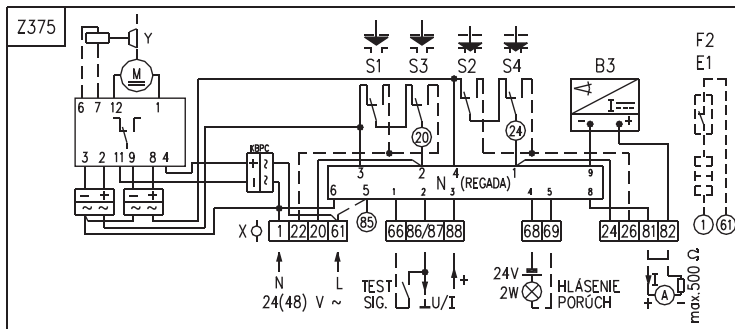 Z375
Y
M
6 7 12 1
3 2 11 9 8 4
- + - +
~ ~ ~ ~
KBPC
+ ~
- ~
S1 S3 S2 S4
20
24
B3
I
- +
F2
E1
3 2 4 1 9
N (REGADA)
6 5 1 2 3 4 5 8
85
X 1 22 20 61 66 86/87 88 68 69 24 26 81 82
1 61
N L
24(48) V ~
TEST
SIG.
⊥U/I
+
24V
2W
HLÁSENIE
PORÚCH
I
A
+ -
max.500 Ω